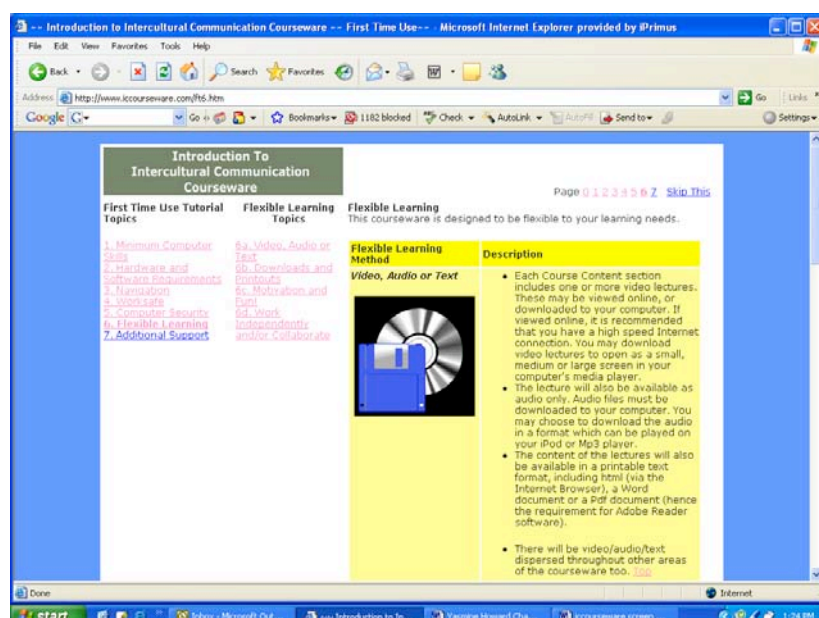 -- Introduction to Intercultural Communication Courseware -- First Time Use-- - Microsoft Internet Explorer provided by iPrimus
File Edit View Favorites Tools Help
Back Search Favorites
Address http://www.iccourseware.com/ft6.htm Go Links
Google Go Bookmarks 1182 blocked Check AutoLink AutoFill Send to Settings
Introduction To
Intercultural Communication
Courseware
Page 0 1 2 3 4 5 6 7 Skip This
First Time Use Tutorial
Topics
1. Minimum Computer
Skills
2. Hardware and
Software Requirements
3. Navigation
4. Work safe
5. Computer Security
6. Flexible Learning
7. Additional Support
Flexible Learning
Topics
6a. Video, Audio or
Text
6b. Downloads and
Printouts
6c. Motivation and
Fun!
6d. Work
Independently
and/or Collaborate
Flexible Learning
This courseware is designed to be flexible to your learning needs.
Flexible Learning
Method
Description
Video, Audio or Text
• Each Course Content section
includes one or more video lectures.
These may be viewed online, or
downloaded to your computer. If
viewed online, it is recommended
that you have a high speed Internet
connection. You may download
video lectures to open as a small,
medium or large screen in your
computer's media player.
• The lecture will also be available as
audio only. Audio files must be
downloaded to your computer. You
may choose to download the audio
in a format which can be played on
your iPod or Mp3 player.
• The content of the lectures will also
be available in a printable text
format, including html (via the
Internet Browser), a Word
document or a Pdf document (hence
the requirement for Adobe Reader
software).
• There will be video/audio/text
dispersed throughout other areas
of the courseware too. Top
Done Internet
start Inbox - Microsoft Out... -- Introduction to In... Yasmine Howard Cha... iccourseware screen... 1:24 PM